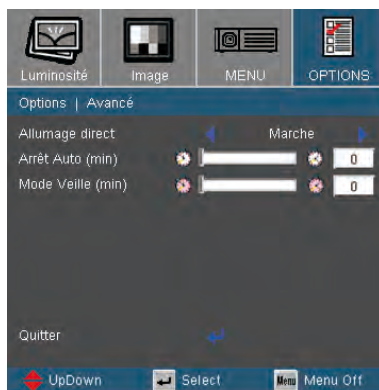 Luminosité Image MENU OPTIONS
Options | Avancé
Allumage direct Marche
Arrêt Auto (min) 0
Mode Veille (min) 0
Quitter
UpDown Select Menu Menu Off